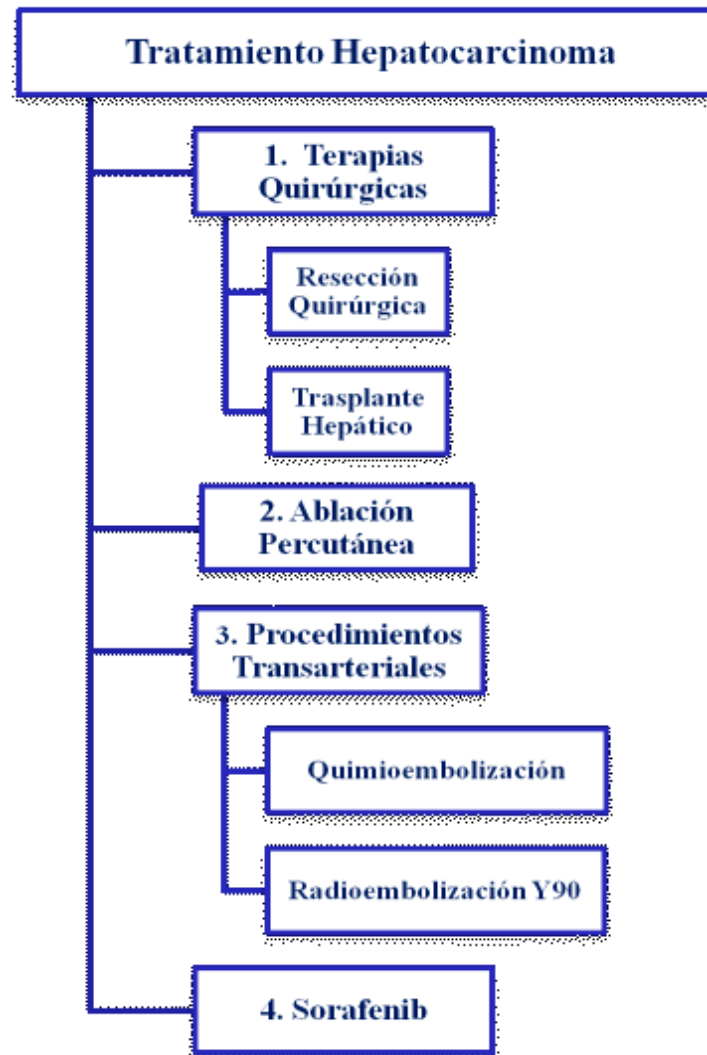 Tratamiento Hepatocarcinoma
1. Terapias
Quirúrgicas
Resección
Quirúrgica
Trasplante
Hepático
2. Ablación
Percutánea
3. Procedimientos
Transarteriales
Quimioembolización
Radioembolización Y90
4. Sorafenib